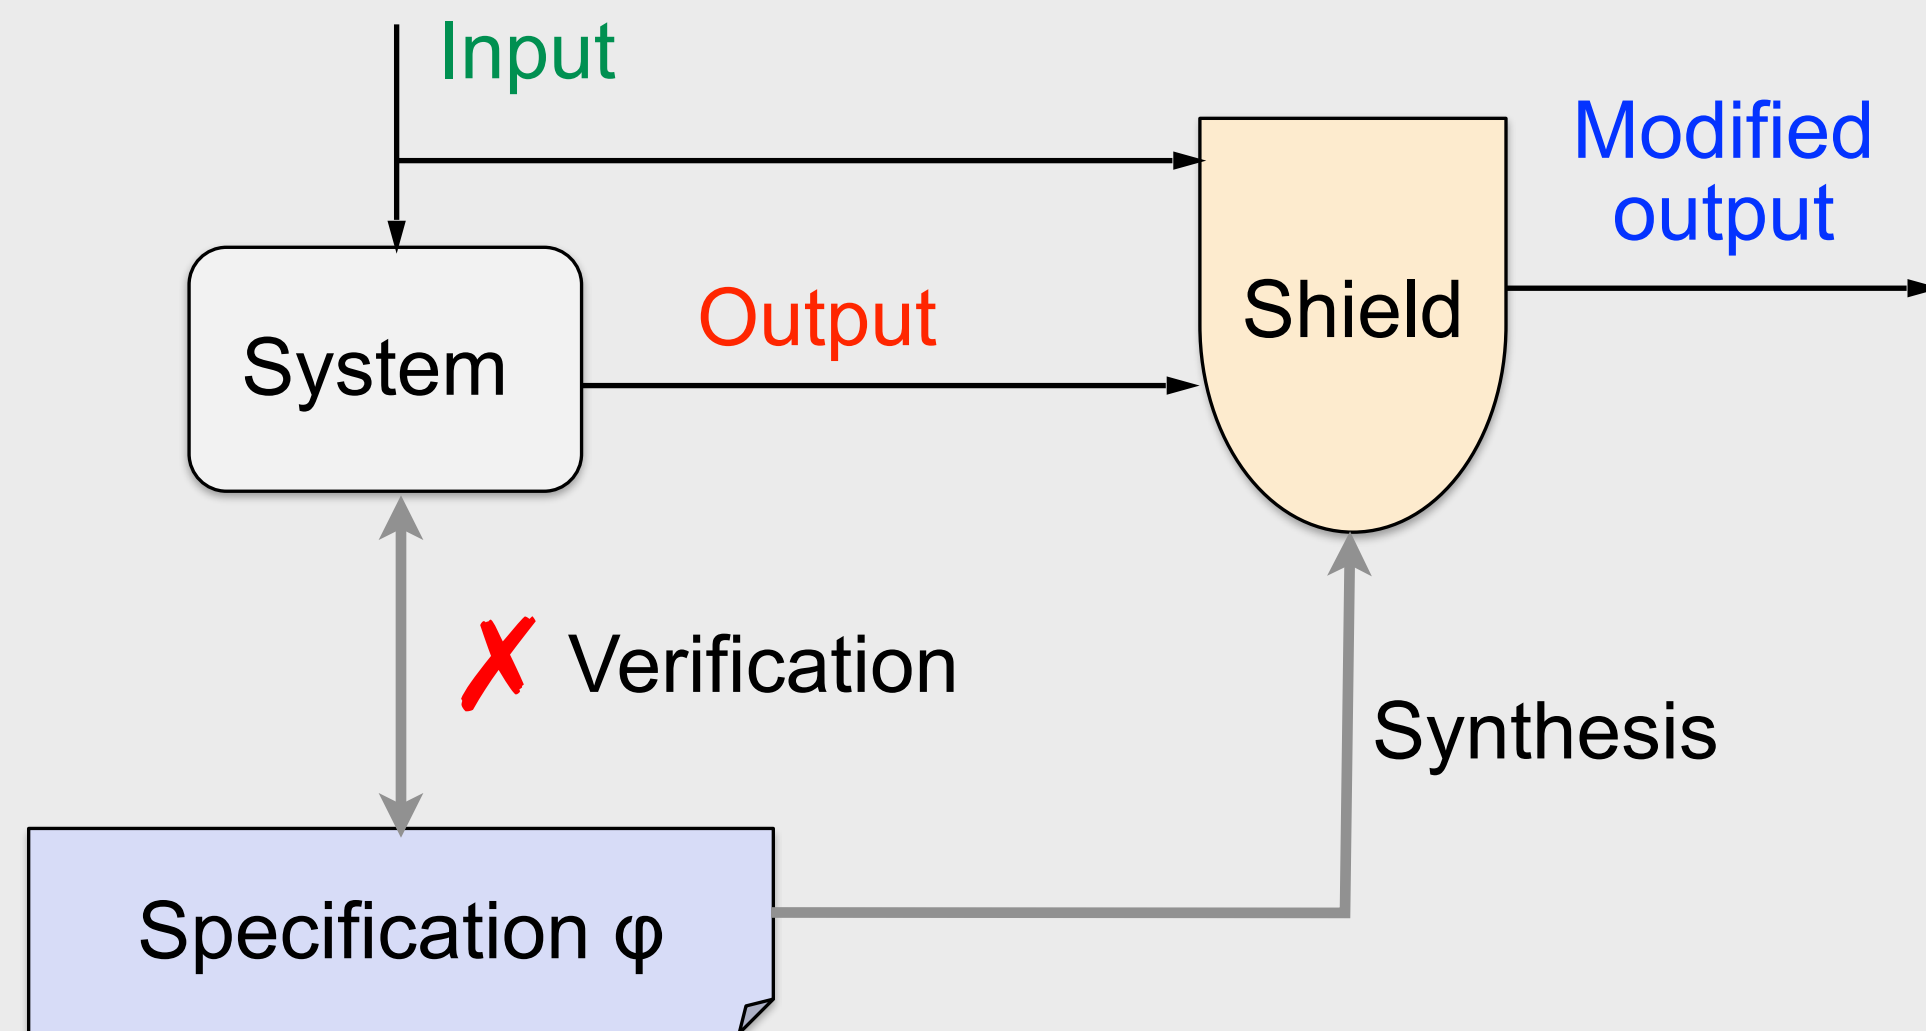 Input
Modified
output
Output
Shield
System
✗ Verification
Synthesis
Specification φ